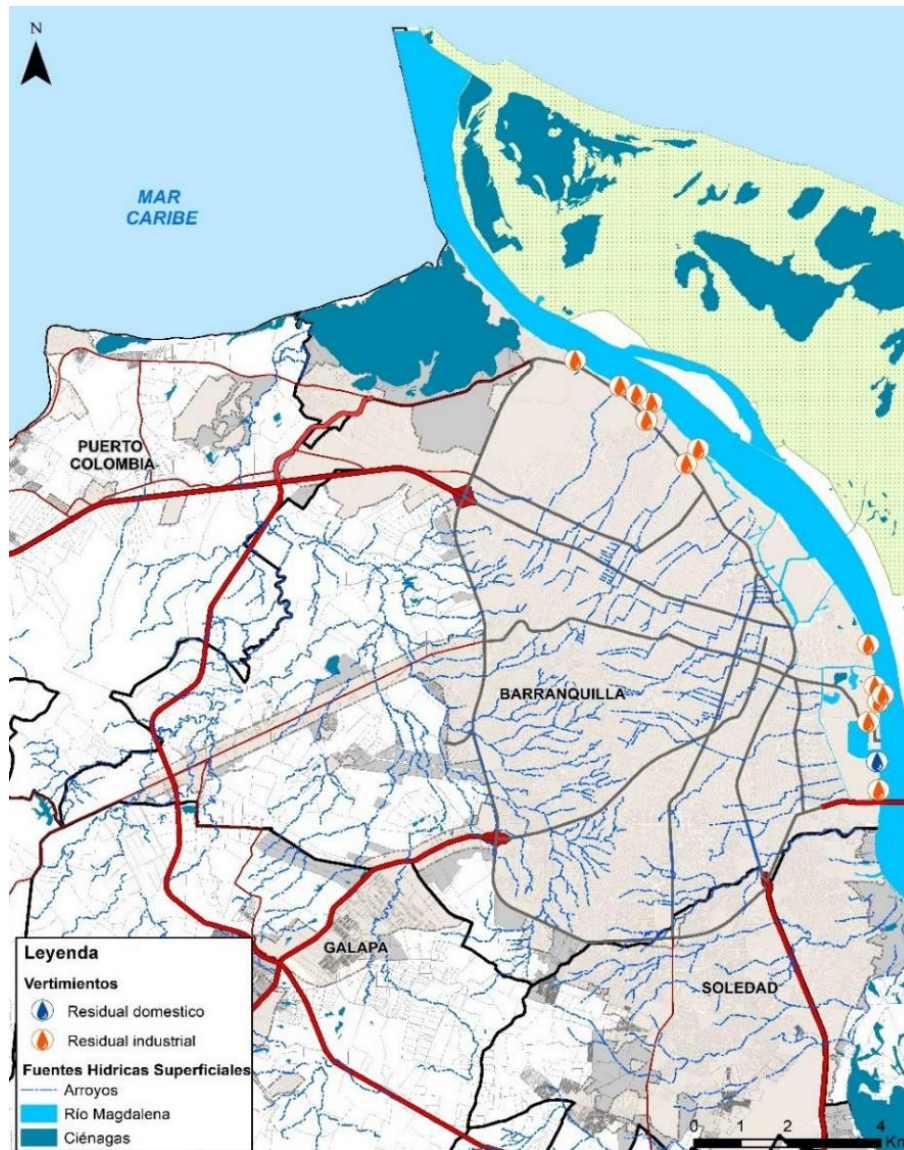 N
MAR
CARIBE
PUERTO
COLOMBIA
BARRANQUILLA
GALAPA
SOLEDAD
Leyenda
Vertimientos
Residual domestico
Residual industrial
Fuentes Hídricas Superficiales
Arroyos
Río Magdalena
Ciénagas
0 1 2 4
Km